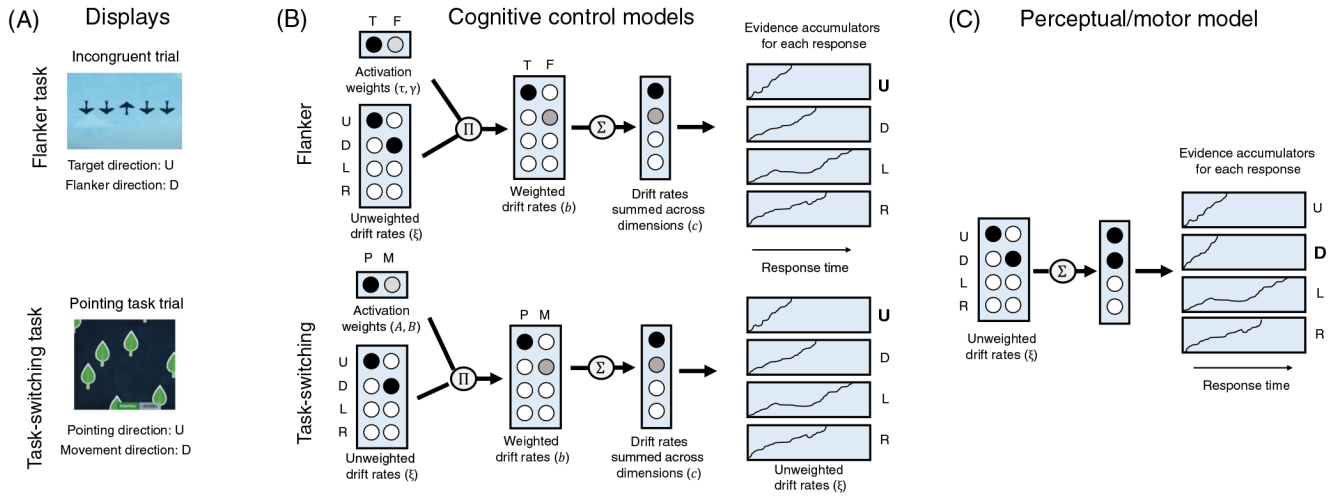 (A)
Displays
Flanker task
Incongruent trial
Target direction: U
Flanker direction: D
Task-switching task
Pointing task trial
POINTING
Pointing direction: U
Movement direction: D
(B)
Cognitive control models
Flanker
T F
Activation
weights (τ, γ)
U
D
L
R
Unweighted
drift rates (ξ)
Π
T F
Weighted
drift rates (b)
Σ
Drift rates
summed across
dimensions (c)
Evidence accumulators
for each response
U
D
L
R
Response time
Task-switching
P M
Activation
weights (A, B)
U
D
L
R
Unweighted
drift rates (ξ)
Π
P M
Weighted
drift rates (b)
Σ
Drift rates
summed across
dimensions (c)
U
D
L
R
Unweighted
drift rates (ξ)
(C)
Perceptual/motor model
U
D
L
R
Unweighted
drift rates (ξ)
Σ
Evidence accumulators
for each response
U
D
L
R
Response time